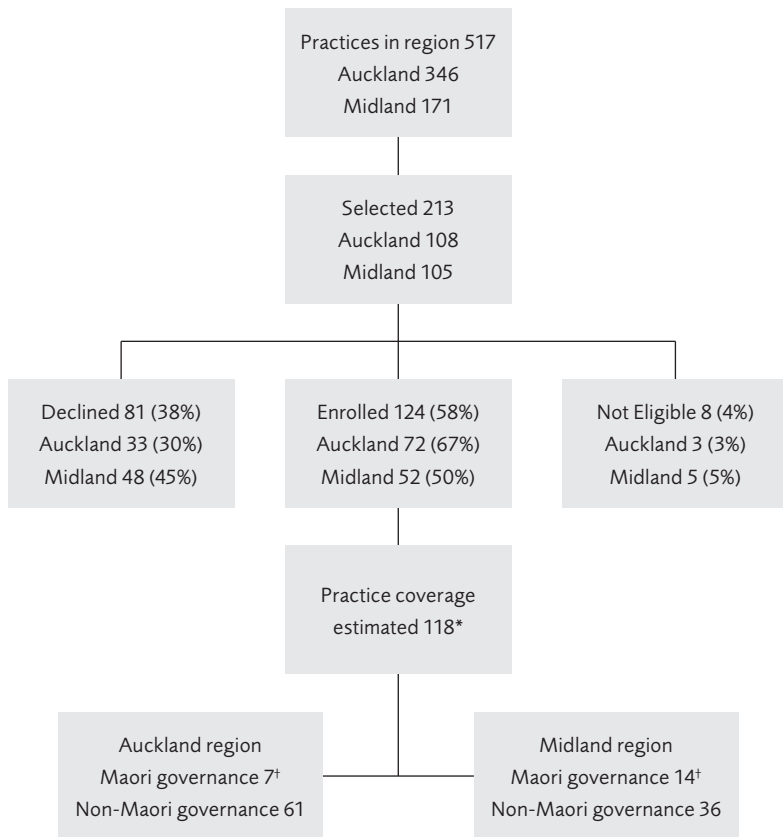 Practices in region 517
Auckland 346
Midland 171
Selected 213
Auckland 108
Midland 105
Declined 81 (38%)
Auckland 33 (30%)
Midland 48 (45%)
Enrolled 124 (58%)
Auckland 72 (67%)
Midland 52 (50%)
Not Eligible 8 (4%)
Auckland 3 (3%)
Midland 5 (5%)
Practice coverage
estimated 118*
Auckland region
Maori governance 7†
Non-Maori governance 61
Midland region
Maori governance 14†
Non-Maori governance 36